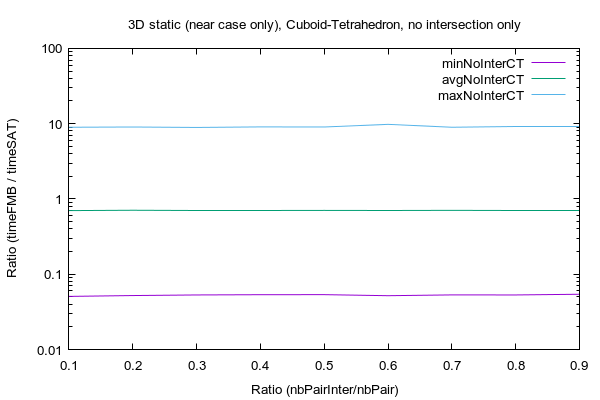 3D static (near case only), Cuboid-Tetrahedron, no intersection only
100
10
1
0.1
0.01
Ratio (timeFMB / timeSAT)
minNoInterCT
avgNoInterCT
maxNoInterCT
0.1 0.2 0.3 0.4 0.5 0.6 0.7 0.8 0.9
Ratio (nbPairInter/nbPair)